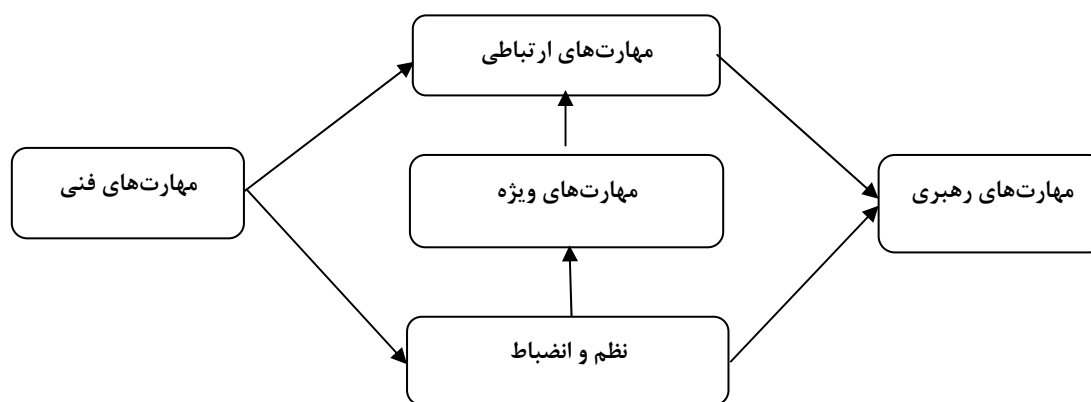 مهارت‌های ارتباطی
مهارت‌های فنی
مهارت‌های ویژه
مهارت‌های رهبری
نظم و انضباط